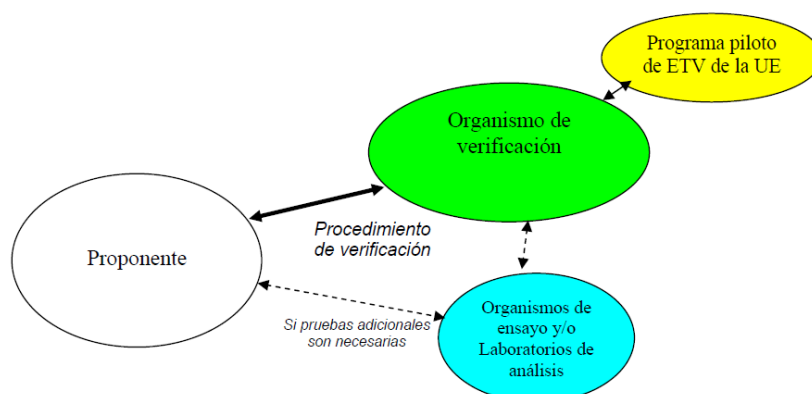 Programa piloto
de ETV de la UE
Organismo de
verificación
Procedimiento
de verificación
Proponente
Si pruebas adicionales
son necesarias
Organismos de
ensayo y/o
Laboratorios de
análisis